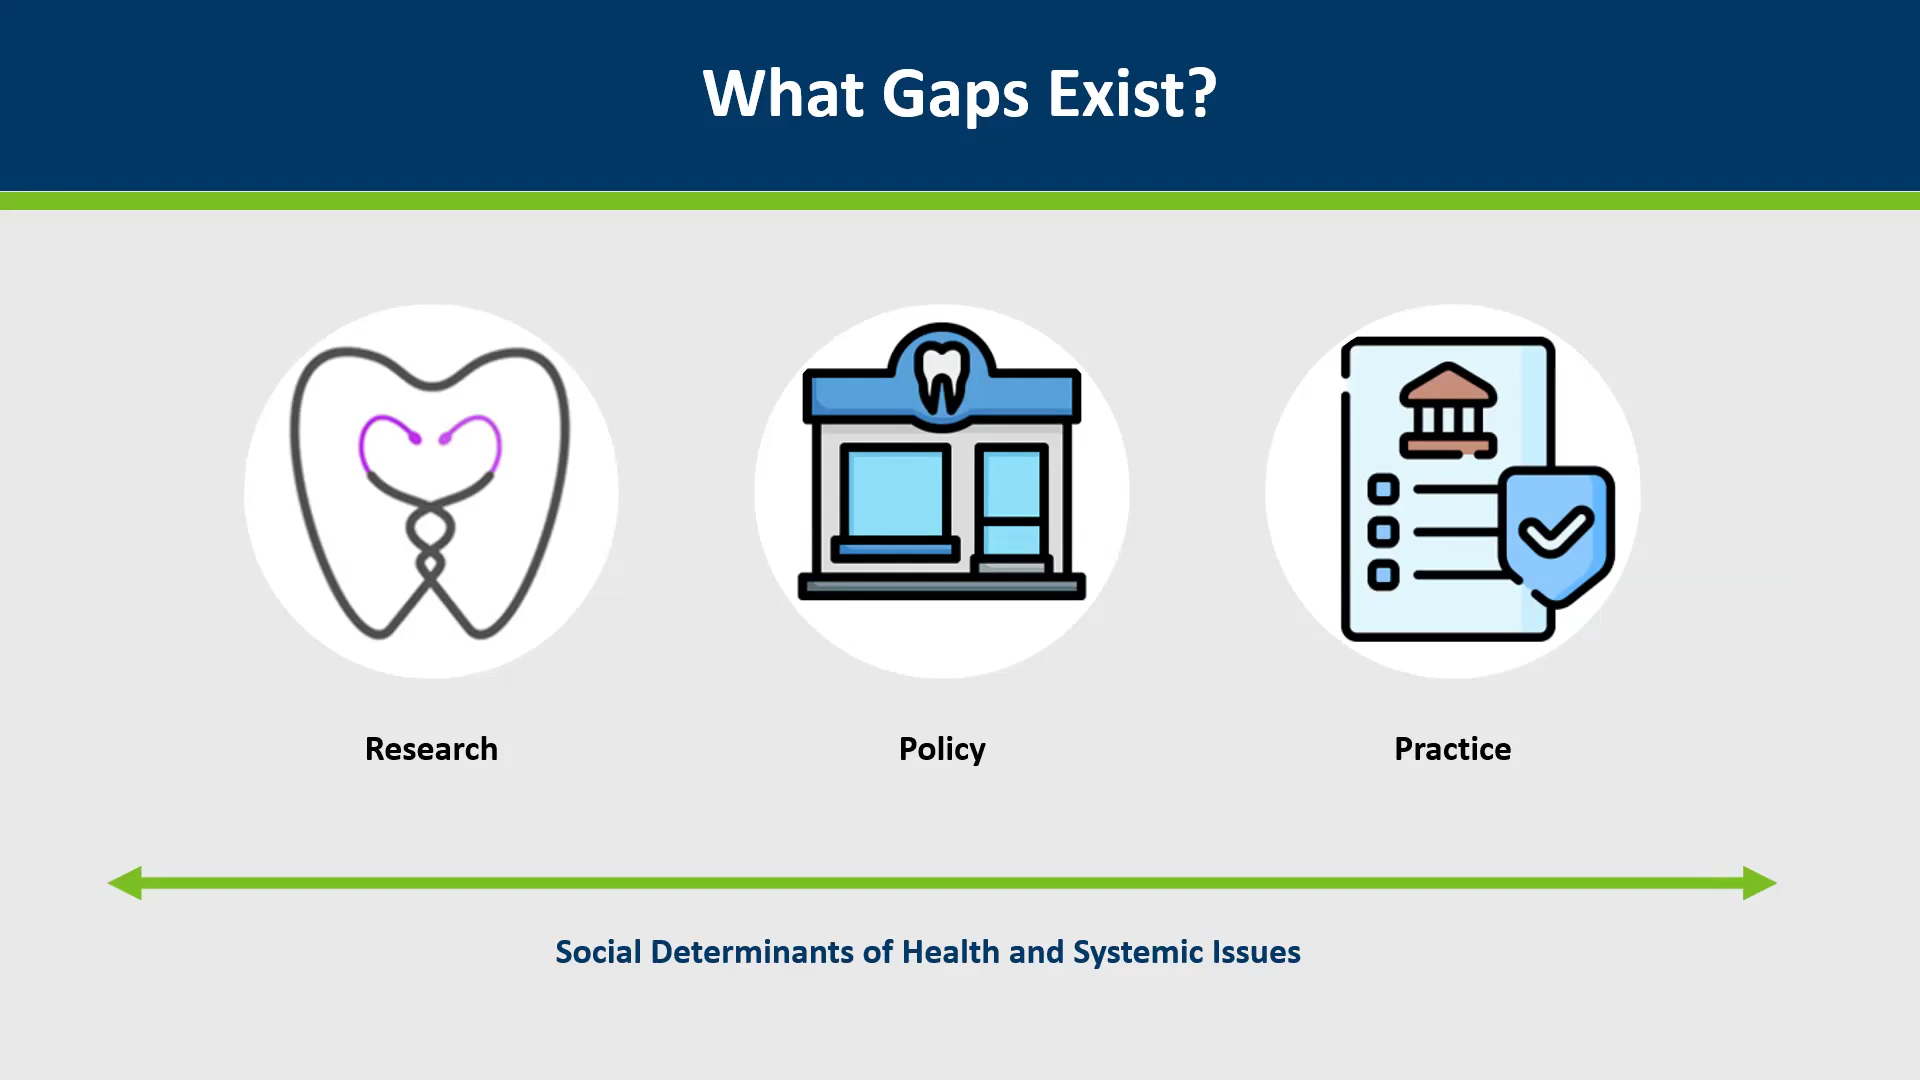 What Gaps Exist?
Research
Policy
Practice
Social Determinants of Health and Systemic Issues